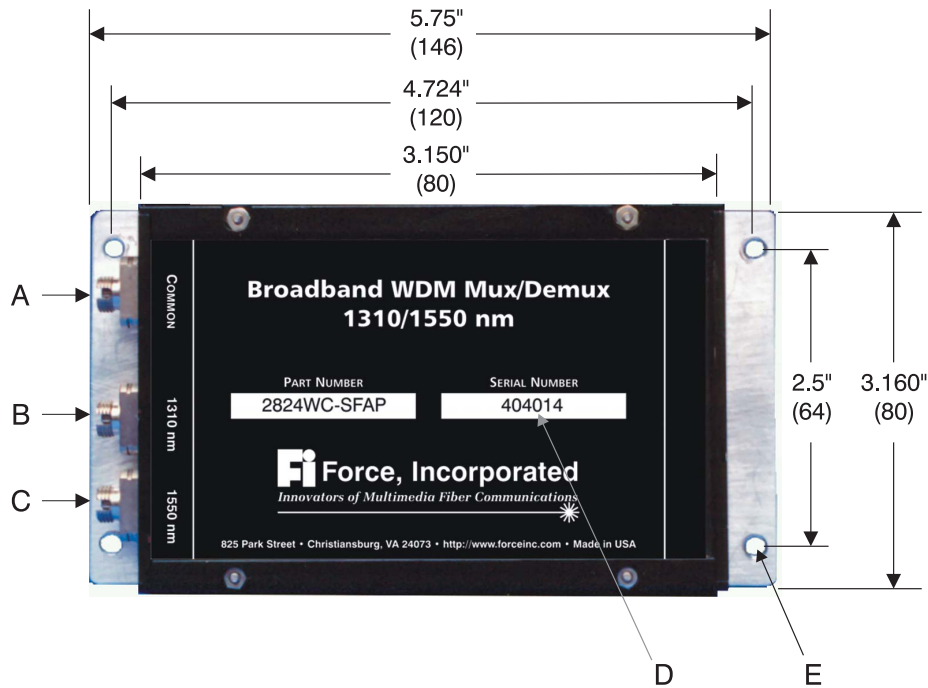 5.75"
(146)
4.724"
(120)
3.150"
(80)
A
B
C
COMMON
1310 nm
1550 nm
Broadband WDM Mux/Demux
1310/1550 nm
PART NUMBER
SERIAL NUMBER
2824WC-SFAP
404014
Fi Force, Incorporated
Innovators of Multimedia Fiber Communications
825 Park Street • Christiansburg, VA 24073 • http://www.forceinc.com • Made in USA
2.5"
(64)
3.160"
(80)
D
E